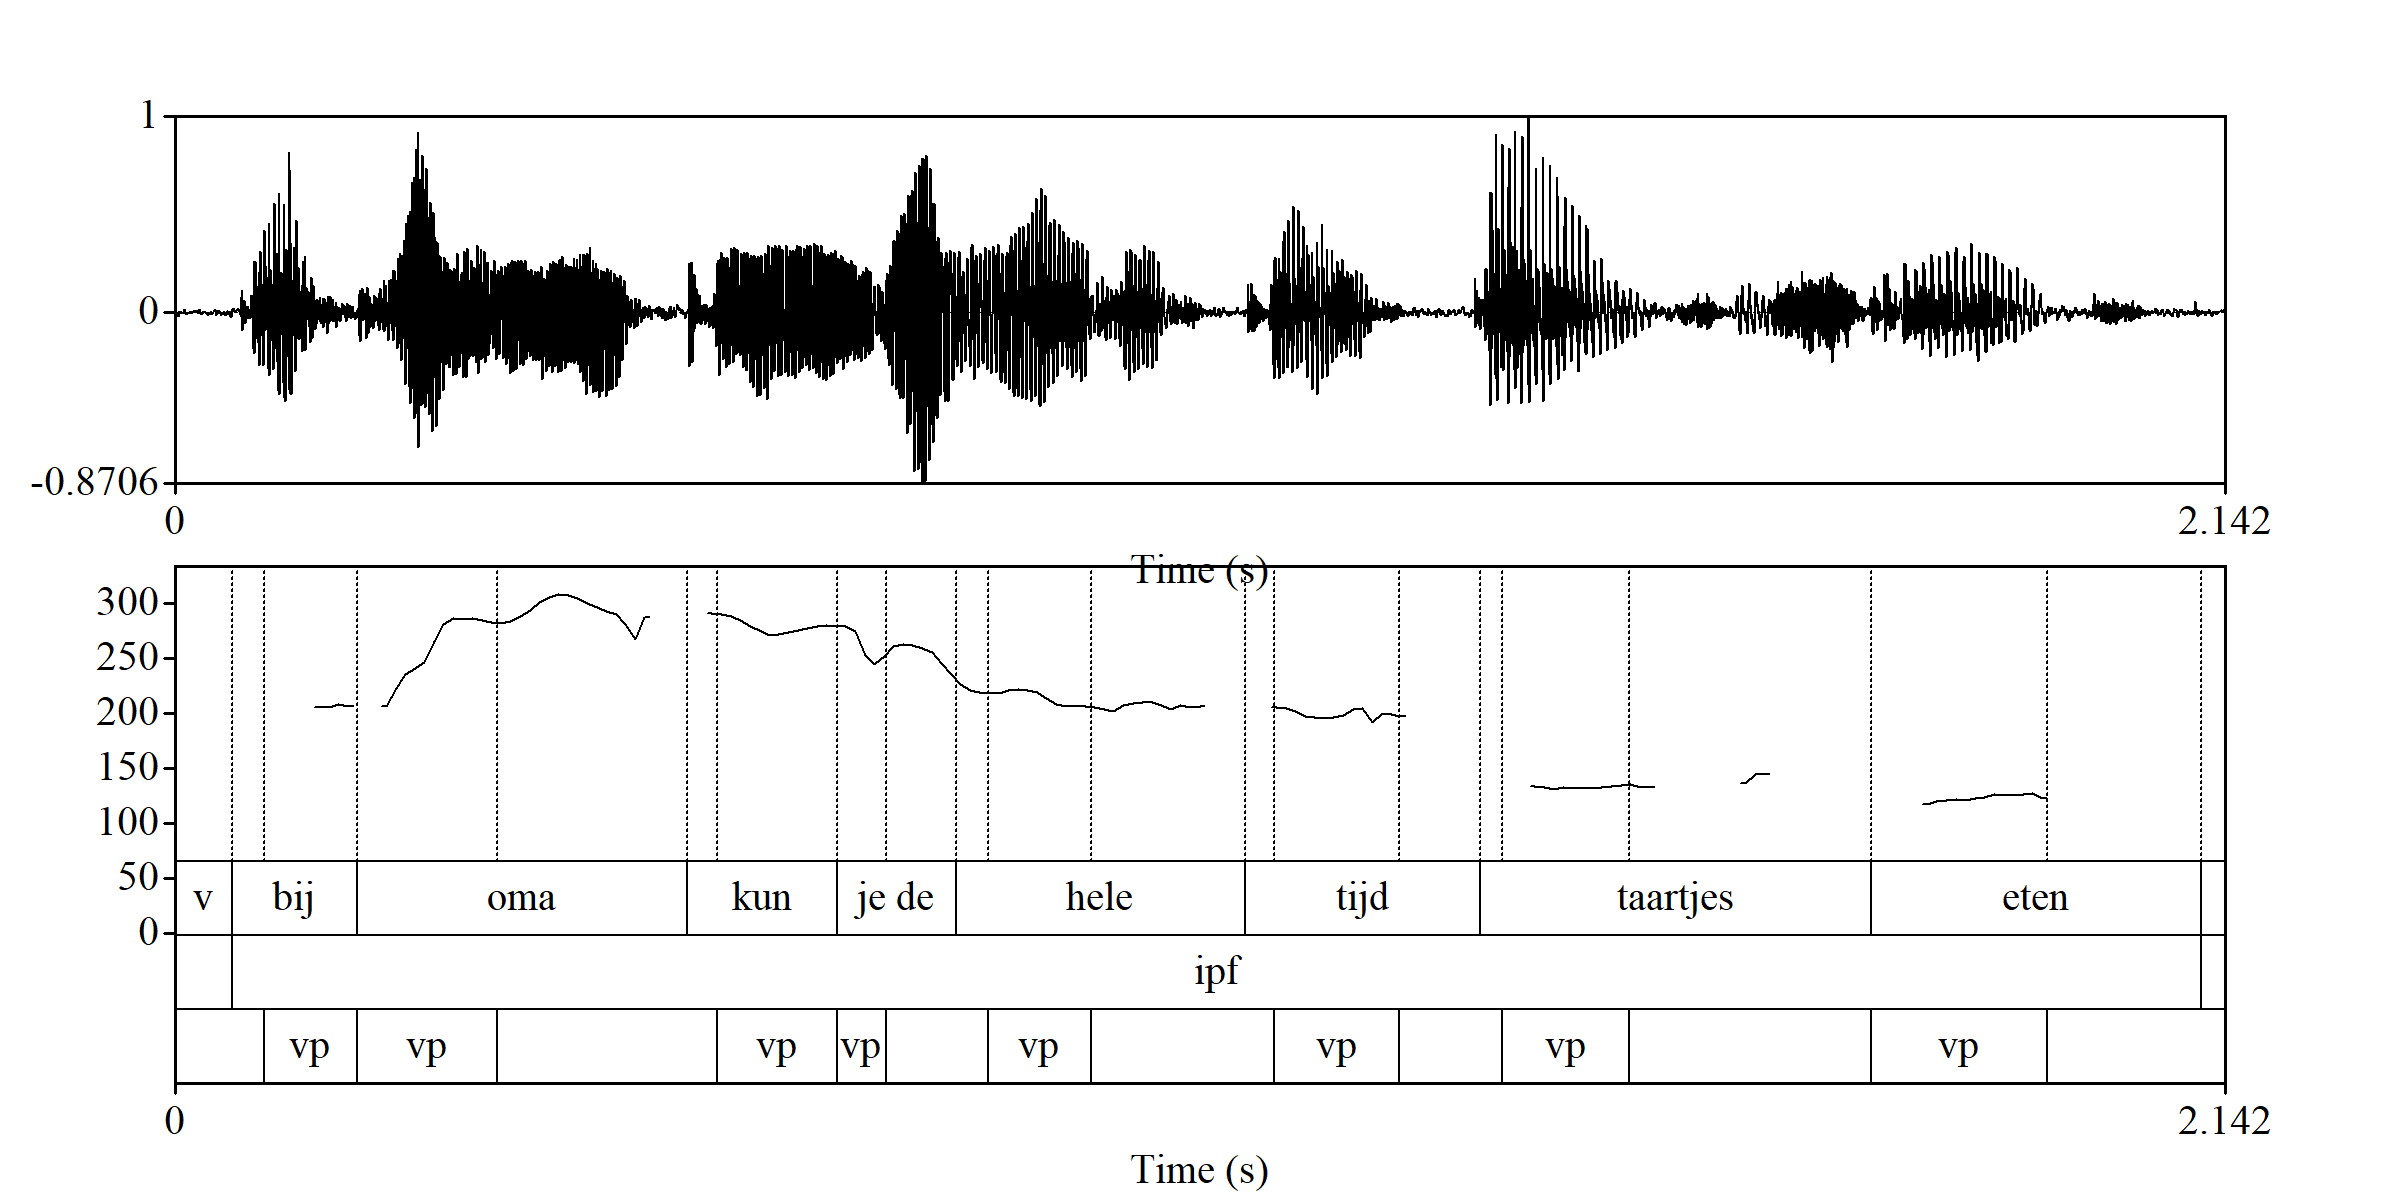 1
0
-0.8706
0 2.142
Time (s)
300
250
200
150
100
50
0
v bij oma kun je de hele tijd taartjes eten
ipf
vp vp vp vp vp vp vp vp
0 2.142
Time (s)